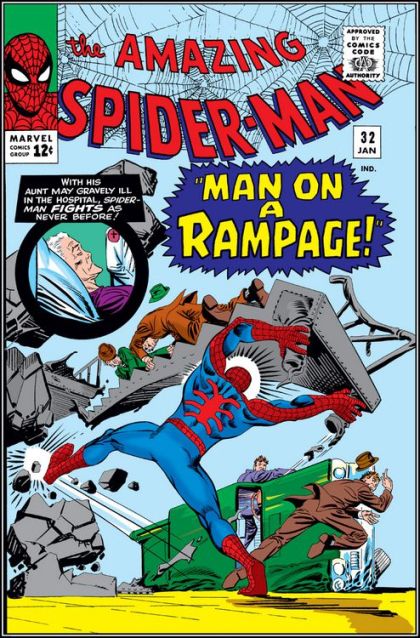 the AMAZING
SPIDER-MAN
APPROVED
BY THE
COMICS
CODE
CA
AUTHORITY
MARVEL
COMICS
GROUP 12¢
32
JAN
IND.
WITH HIS
AUNT MAY GRAVELY ILL
IN THE HOSPITAL, SPIDER-
MAN FIGHTS AS
NEVER BEFORE!
"MAN ON
A
RAMPAGE!"